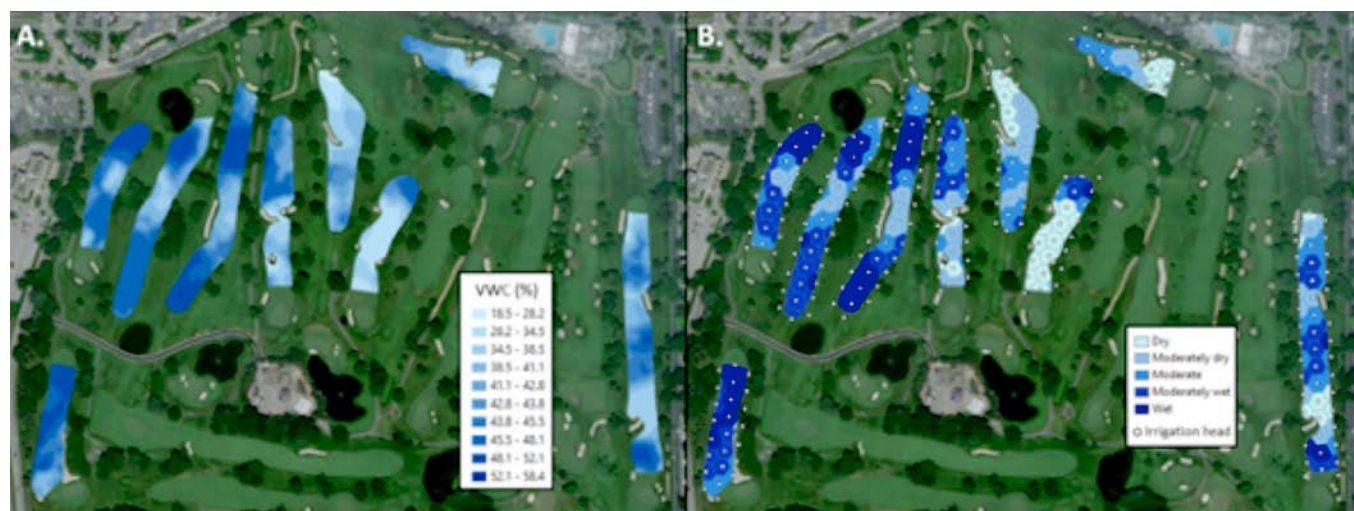 A.
B.
VWC (%)
18.5 - 28.2
28.2 - 34.5
34.5 - 38.5
38.5 - 41.1
41.1 - 42.8
42.8 - 43.8
43.8 - 45.5
45.5 - 48.1
48.1 - 52.1
52.1 - 58.4
Dry
Moderately dry
Moderate
Moderately wet
Wet
Irrigation head